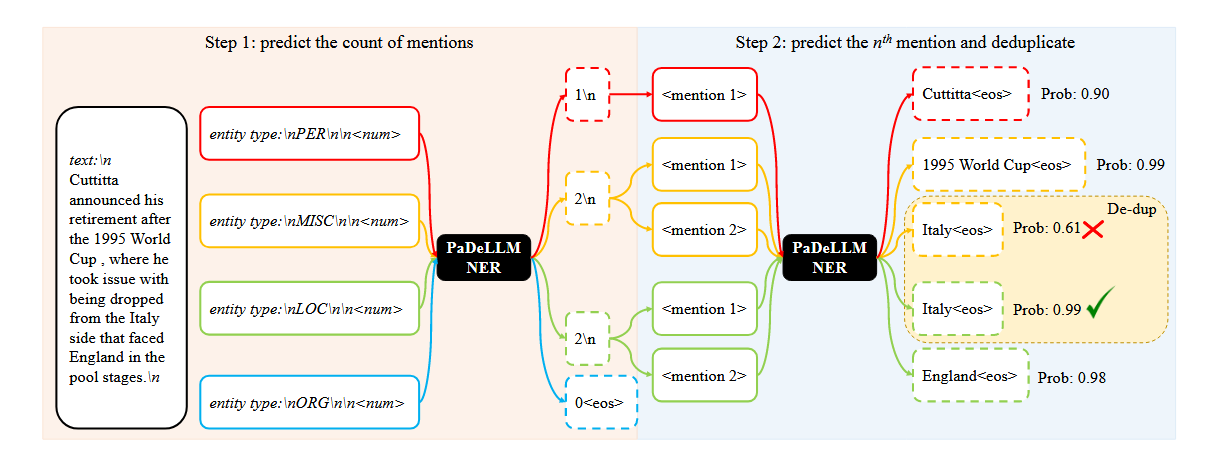 Step 1: predict the count of mentions
Step 2: predict the nth mention and deduplicate
text:\n
Cuttitta
announced his
retirement after
the 1995 World
Cup , where he
took issue with
being dropped
from the Italy
side that faced
England in the
pool stages.\n
entity type:\nPER\n\n<num>
entity type:\nMISC\n\n<num>
entity type:\nLOC\n\n<num>
entity type:\nORG\n\n<num>
PaDeLLM
NER
1\n
2\n
2\n
0<eos>
<mention 1>
<mention 1>
<mention 2>
<mention 1>
<mention 2>
PaDeLLM
NER
Cuttitta<eos> Prob: 0.90
1995 World Cup<eos> Prob: 0.99
De-dup
Italy<eos> Prob: 0.61
Italy<eos> Prob: 0.99
England<eos> Prob: 0.98